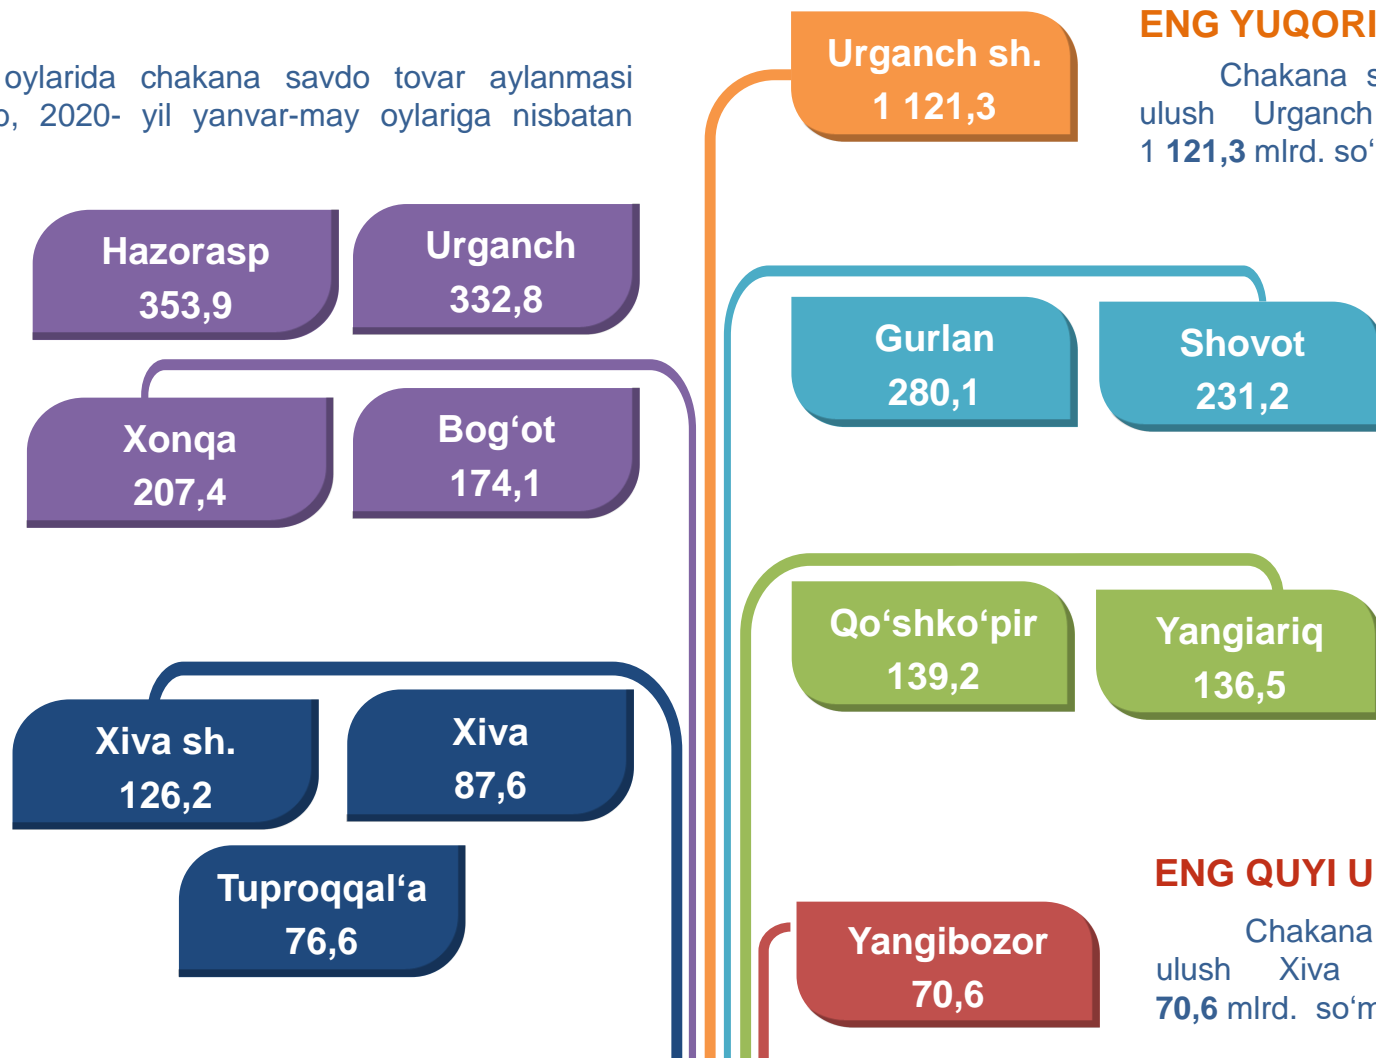 oylarida chakana savdo tovar aylanmasi
2020- yil yanvar-may oylariga nisbatan
Urganch sh.
1 121,3
ENG YUQORI
Chakana
ulush Urganch
1 121,3 mlrd. so‘
Hazorasp
353,9
Urganch
332,8
Xonqa
207,4
Bog‘ot
174,1
Gurlan
280,1
Shovot
231,2
Qo‘shko‘pir
139,2
Yangiariq
136,5
Xiva sh.
126,2
Xiva
87,6
Tuproqqal‘a
76,6
Yangibozor
70,6
ENG QUYI U
Chakana
ulush Xiva
70,6 mlrd. so‘m